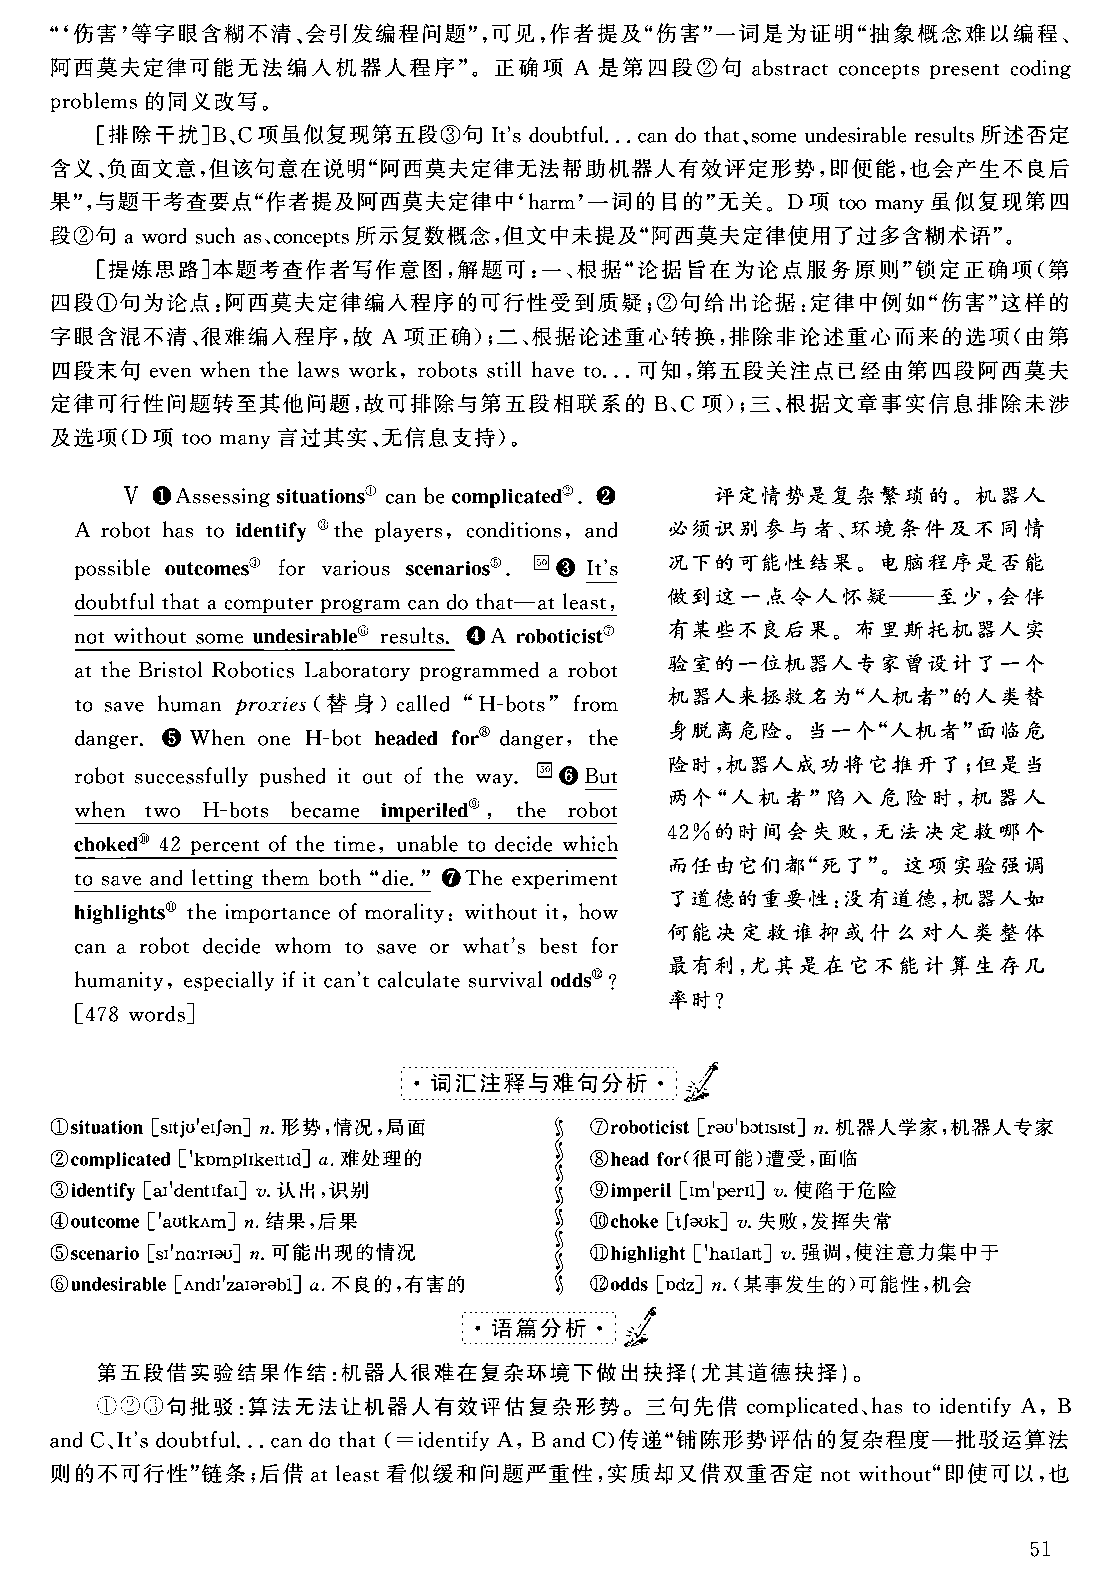 “‘伤害’等字眼含糊不清、会引发编程问题”,可见,作者提及“伤害”一词是为证明“抽象概念难以编程、
阿西莫夫定律可能无法编入机器人程序”。正确项 A 是第四段②句 abstract concepts present coding
problems 的同义改写。
[排除干扰]B、C 项虽似复现第五段③句 It's doubtful... can do that、some undesirable results 所述否定
含义、负面文意,但该句意在说明“阿西莫夫定律无法帮助机器人有效评定形势,即便能,也会产生不良后
果”,与题干考查要点“作者提及阿西莫夫定律中‘harm’一词的目的”无关。D 项 too many 虽似复现第四
段②句 a word such as、concepts 所示复数概念,但文中未提及“阿西莫夫定律使用了过多含糊术语”。
[提炼思路]本题考查作者写作意图,解题可:一、根据“论据旨在为论点服务原则”锁定正确项(第
四段①句为论点:阿西莫夫定律编入程序的可行性受到质疑;②句给出论据:定律中例如“伤害”这样的
字眼含混不清、很难编入程序,故 A 项正确);二、根据论述重心转换,排除非论述重心而来的选项(由第
四段末句 even when the laws work, robots still have to... 可知,第五段关注点已经由第四段阿西莫夫
定律可行性问题转至其他问题,故可排除与第五段相联系的 B、C 项);三、根据文章事实信息排除未涉
及选项(D 项 too many 言过其实、无信息支持)。
Ⅴ ❶Assessing situations① can be complicated②. ❷
A robot has to identify ③the players, conditions, and
possible outcomes④ for various scenarios⑤. 56 ❸ It's
doubtful that a computer program can do that—at least,
not without some undesirable⑥ results. ❹A roboticist⑦
at the Bristol Robotics Laboratory programmed a robot
to save human proxies(替身) called “H-bots” from
danger. ❺ When one H-bot headed for⑧ danger, the
robot successfully pushed it out of the way. 59 ❻ But
when two H-bots became imperiled⑨, the robot
choked⑩ 42 percent of the time, unable to decide which
to save and letting them both “die.” ❼The experiment
highlights⑪ the importance of morality: without it, how
can a robot decide whom to save or what's best for
humanity, especially if it can't calculate survival odds⑫?
[478 words]
评定情势是复杂繁琐的。机器人
必须识别参与者、环境条件及不同情
况下的可能性结果。电脑程序是否能
做到这一点令人怀疑——至少,会伴
有某些不良后果。布里斯托机器人实
验室的一位机器人专家曾设计了一个
机器人来拯救名为“人机者”的人类替
身脱离危险。当一个“人机者”面临危
险时,机器人成功将它推开了;但是当
两个“人机者”陷入危险时,机器人
42%的时间会失败,无法决定救哪个
而任由它们都“死了”。这项实验强调
了道德的重要性:没有道德,机器人如
何能决定救谁抑或什么对人类整体
最有利,尤其是在它不能计算生存几
率时?
·词汇注释与难句分析·
①situation [sɪtjʊ'eɪʃən] n. 形势,情况,局面
②complicated ['kɒmplɪkeɪtɪd] a. 难处理的
③identify [aɪ'dentɪfaɪ] v. 认出,识别
④outcome ['aʊtkʌm] n. 结果,后果
⑤scenario [sɪ'nɑːrɪəʊ] n. 可能出现的情况
⑥undesirable [ʌndɪ'zaɪərəbl] a. 不良的,有害的
⑦roboticist [rəʊ'bɔtɪsɪst] n. 机器人学家,机器人专家
⑧head for(很可能)遭受,面临
⑨imperil [ɪm'perɪl] v. 使陷于危险
⑩choke [tʃəʊk] v. 失败,发挥失常
⑪highlight ['haɪlaɪt] v. 强调,使注意力集中于
⑫odds [ɒdz] n. (某事发生的)可能性,机会
·语篇分析·
第五段借实验结果作结:机器人很难在复杂环境下做出抉择(尤其道德抉择)。
①②③句批驳:算法无法让机器人有效评估复杂形势。三句先借 complicated、has to identify A, B
and C、It's doubtful... can do that (=identify A, B and C)传递“铺陈形势评估的复杂程度—批驳运算法
则的不可行性”链条;后借 at least 看似缓和问题严重性,实质却又借双重否定 not without“即使可以,也
51